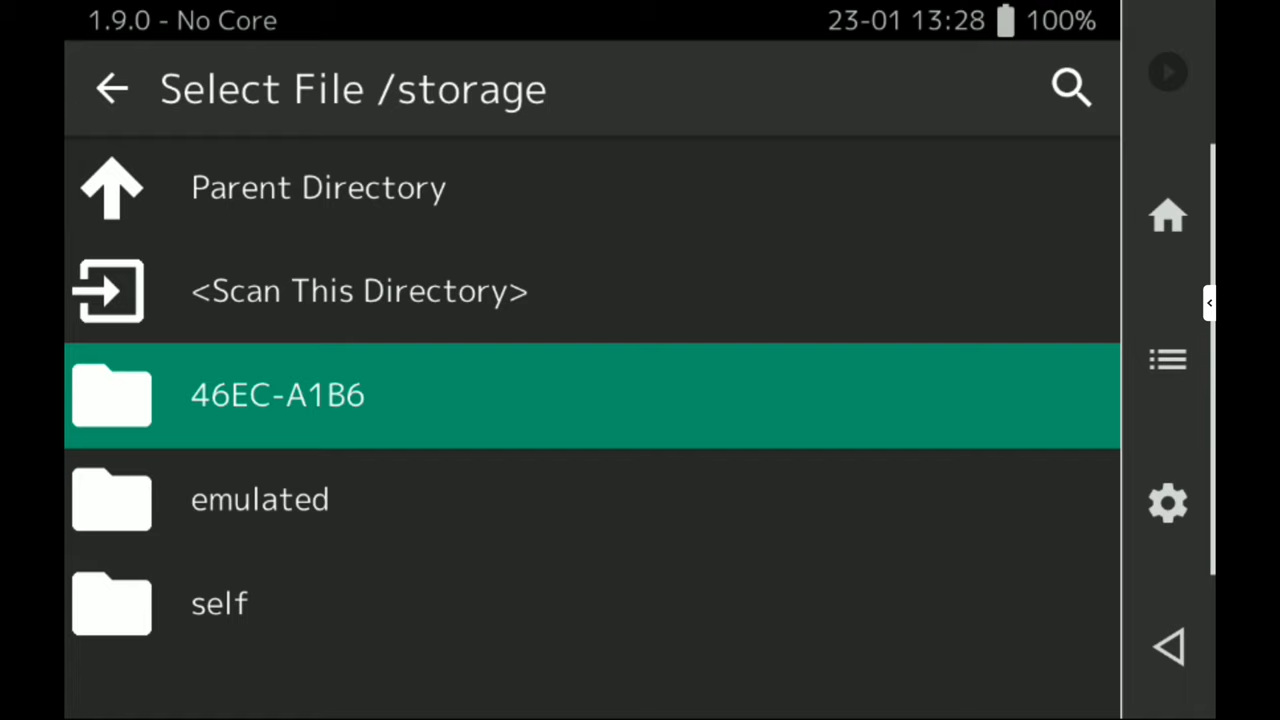 1.9.0 - No Core
23-01 13:28 100%
Select File /storage
Parent Directory
<Scan This Directory>
46EC-A1B6
emulated
self